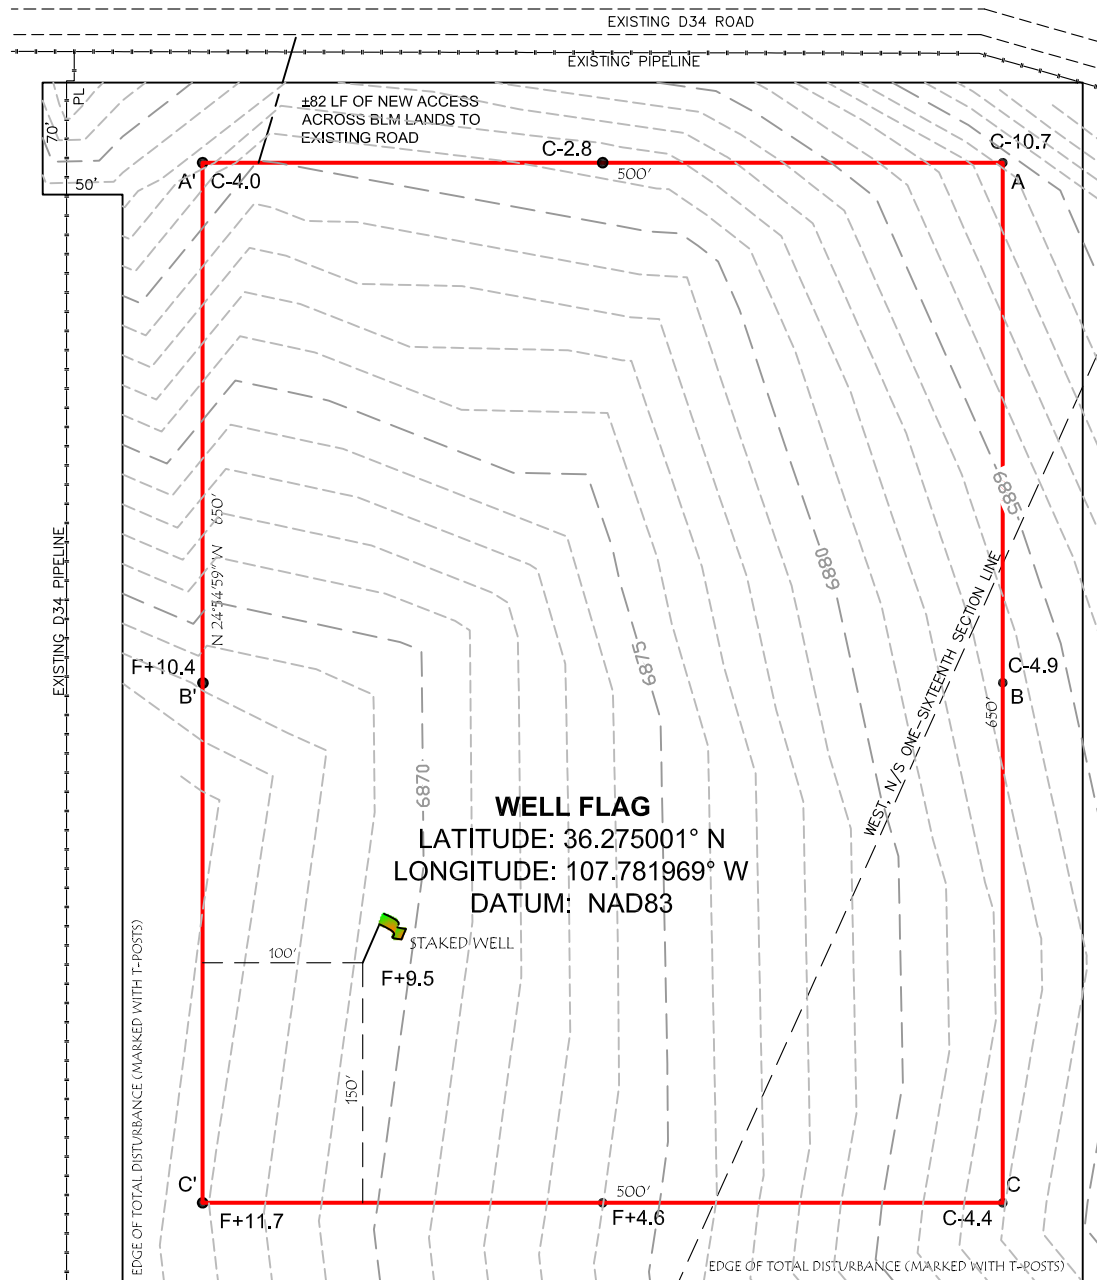 EXISTING D34 ROAD
EXISTING PIPELINE
PL
70'
50'
±82 LF OF NEW ACCESS
ACROSS BLM LANDS TO
EXISTING ROAD
C-2.8
C-10.7
A'
C-4.0
500'
A
6885
N 24°54'59" W 650'
EXISTING D34 PIPELINE
6880
WEST, N/S ONE-SIXTEENTH SECTION LINE
F+10.4
B'
6875
C-4.9
B
650'
6870
WELL FLAG
LATITUDE: 36.275001° N
LONGITUDE: 107.781969° W
DATUM: NAD83
STAKED WELL
100'
F+9.5
150'
EDGE OF TOTAL DISTURBANCE (MARKED WITH T-POSTS)
C'
500'
C
F+11.7
F+4.6
C-4.4
EDGE OF TOTAL DISTURBANCE (MARKED WITH T-POSTS)